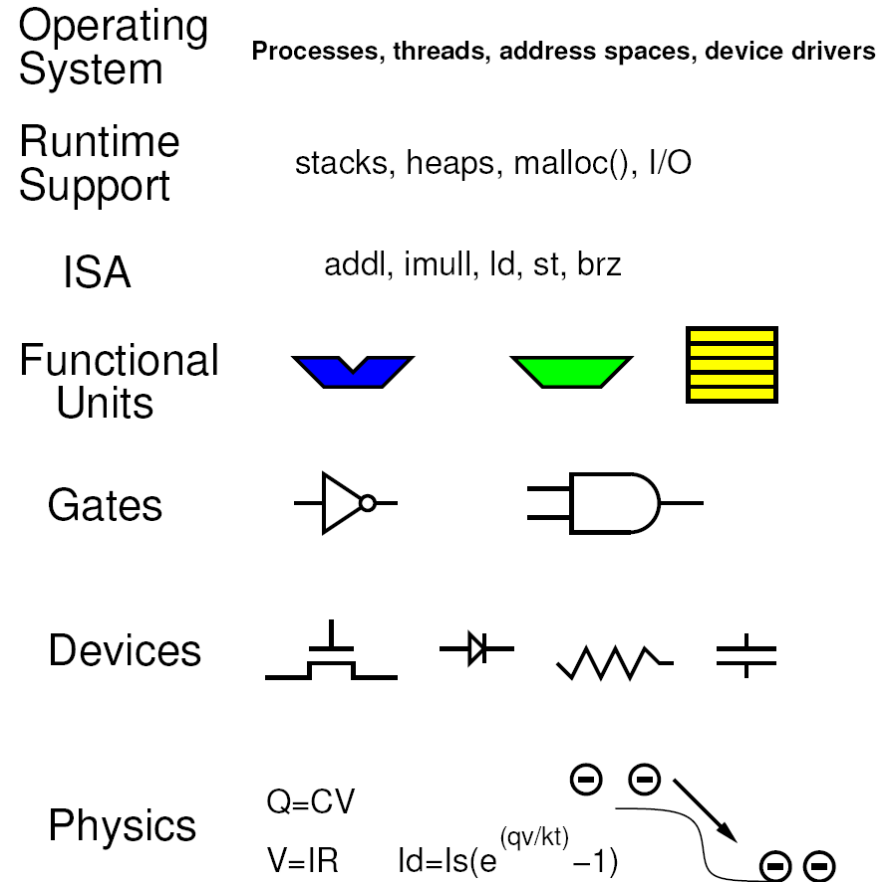 Operating
System
Processes, threads, address spaces, device drivers
Runtime
Support
stacks, heaps, malloc(), I/O
ISA
addl, imull, ld, st, brz
Functional
Units
Gates
Devices
Physics
Q=CV
V=IR
Id=Is(e^(qv/kt) −1)